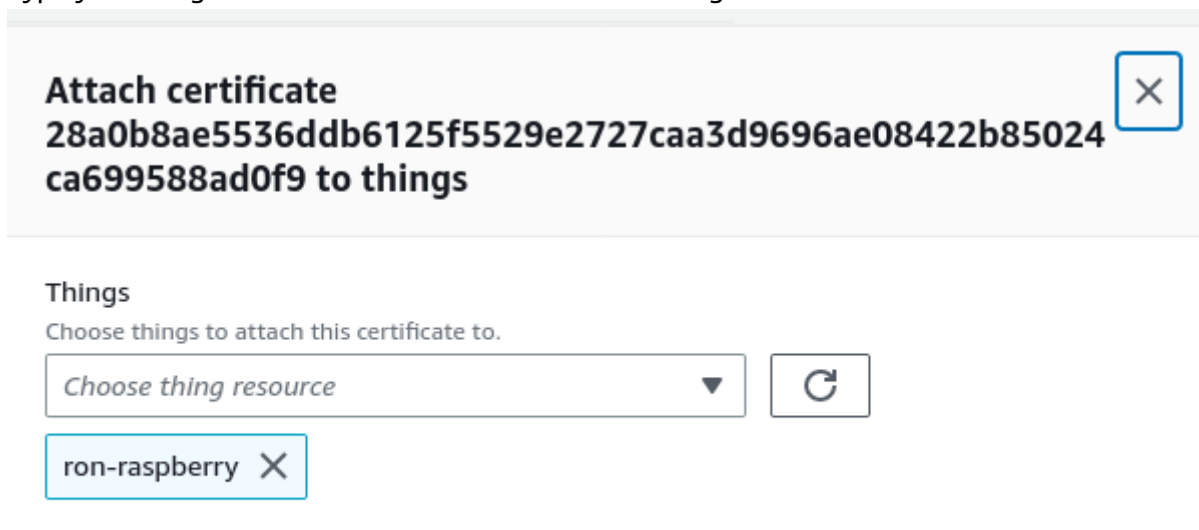 Attach certificate
28a0b8ae5536ddb6125f5529e2727caa3d9696ae08422b85024
ca699588ad0f9 to things
Things
Choose things to attach this certificate to.
Choose thing resource
ron-raspberry